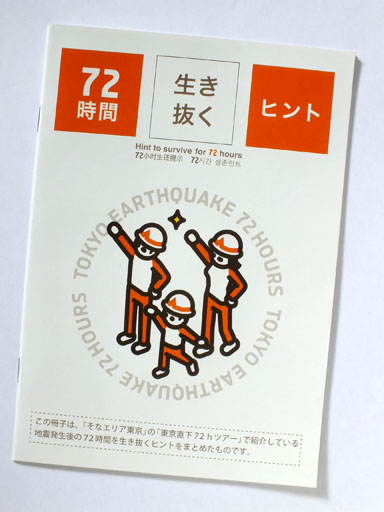 72
時間
生き
抜く
ヒント
Hint to survive for 72 hours
72小时生还提示 72시간 생존힌트
TOKYO EARTHQUAKE 72 HOURS TOKYO EARTHQUAKE 72 HOURS
この冊子は、「そなエリア東京」の「東京直下72hツアー」で紹介している
地震発生後の72時間を生き抜くヒントをまとめたものです。